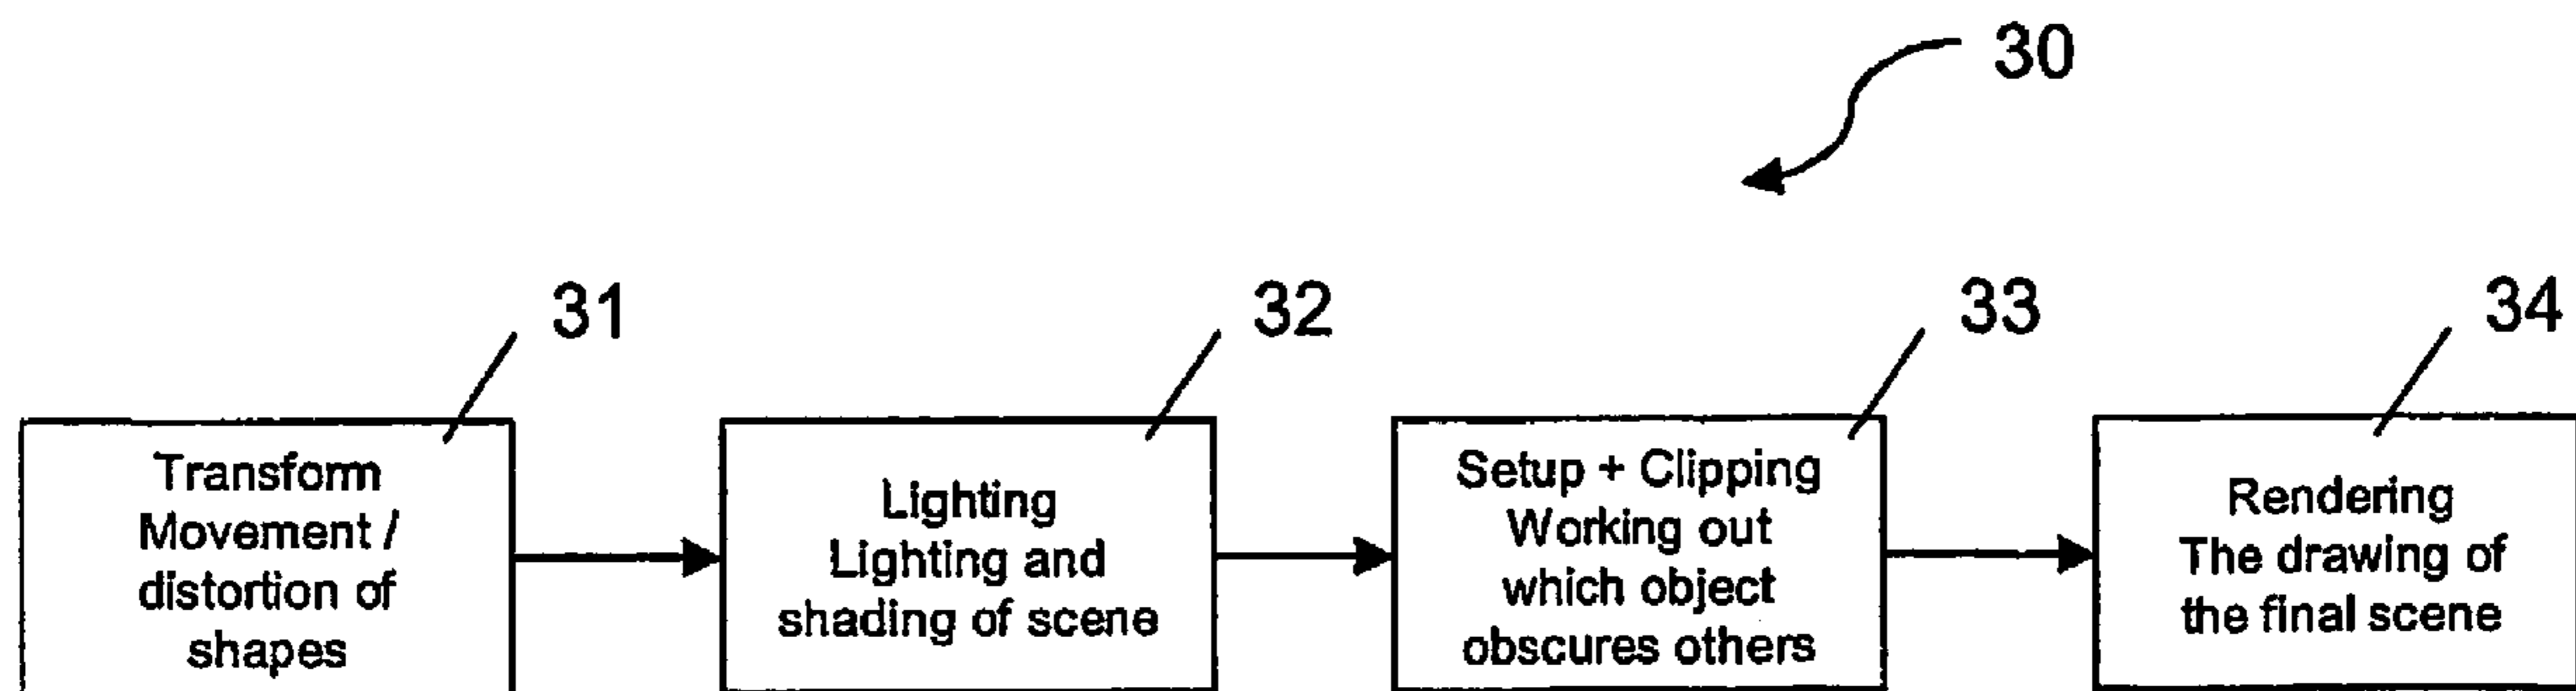 30
31
32
33
34
Transform
Movement /
distortion of
shapes
Lighting
Lighting and
shading of scene
Setup + Clipping
Working out
which object
obscures others
Rendering
The drawing of
the final scene